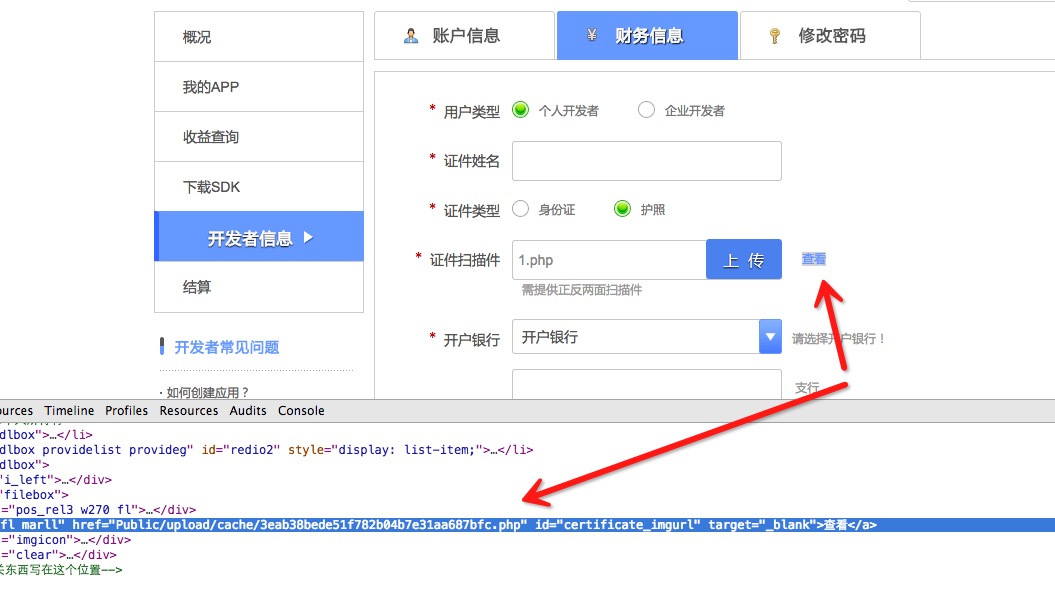 概况
我的APP
收益查询
下载SDK
开发者信息
结算
开发者常见问题
· 如何创建应用？
账户信息
¥ 财务信息
修改密码
* 用户类型 个人开发者 企业开发者
* 证件姓名
* 证件类型 身份证 护照
* 证件扫描件 1.php 上 传 查看
需提供正反两面扫描件
* 开户银行 开户银行 请选择开户银行！
支行
ources Timeline Profiles Resources Audits Console
dlbox">…</li>
dlbox providelist provideg" id="redio2" style="display: list-item;">…</li>
dlbox">
"i_left">…</div>
"filebox">
="pos_rel3 w270 fl">…</div>
fl marll" href="Public/upload/cache/3eab38bede51f782b04b7e31aa687bfc.php" id="certificate_imgurl" target="_blank">查看</a>
="imgicon">…</div>
="clear">…</div>
关东西写在这个位置-->